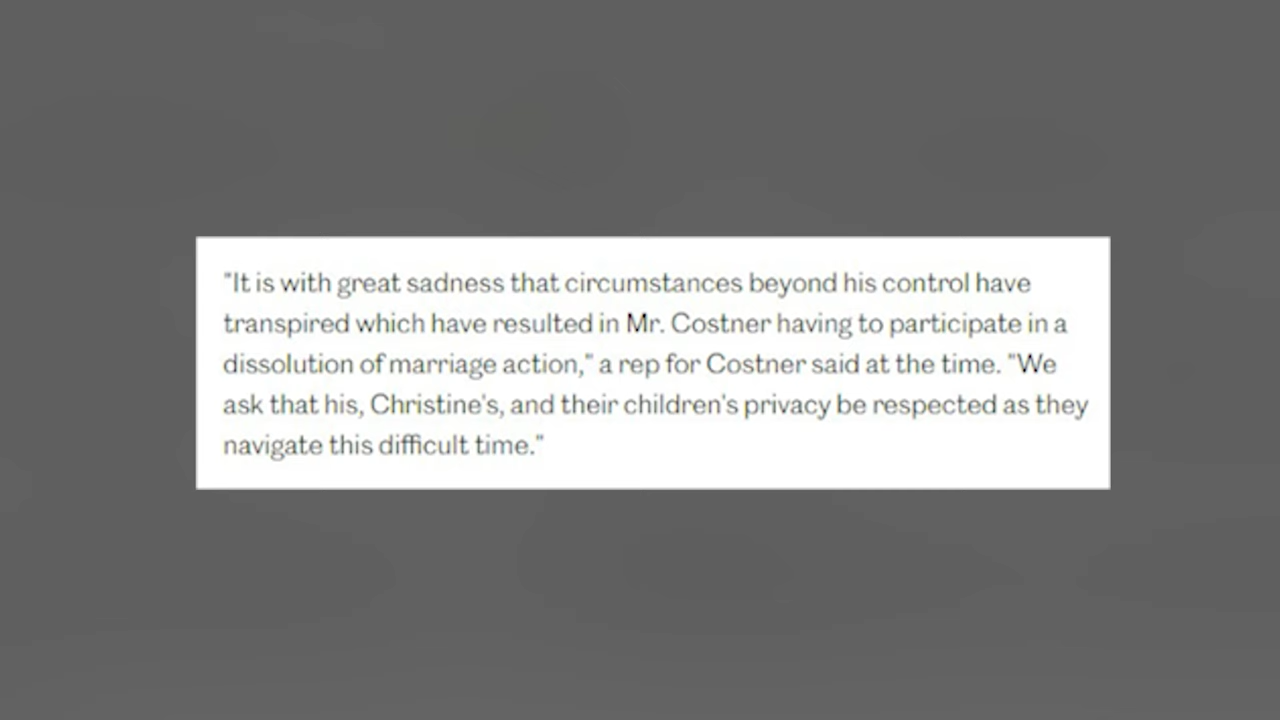 "It is with great sadness that circumstances beyond his control have
transpired which have resulted in Mr. Costner having to participate in a
dissolution of marriage action," a rep for Costner said at the time. "We
ask that his, Christine's, and their children's privacy be respected as they
navigate this difficult time."